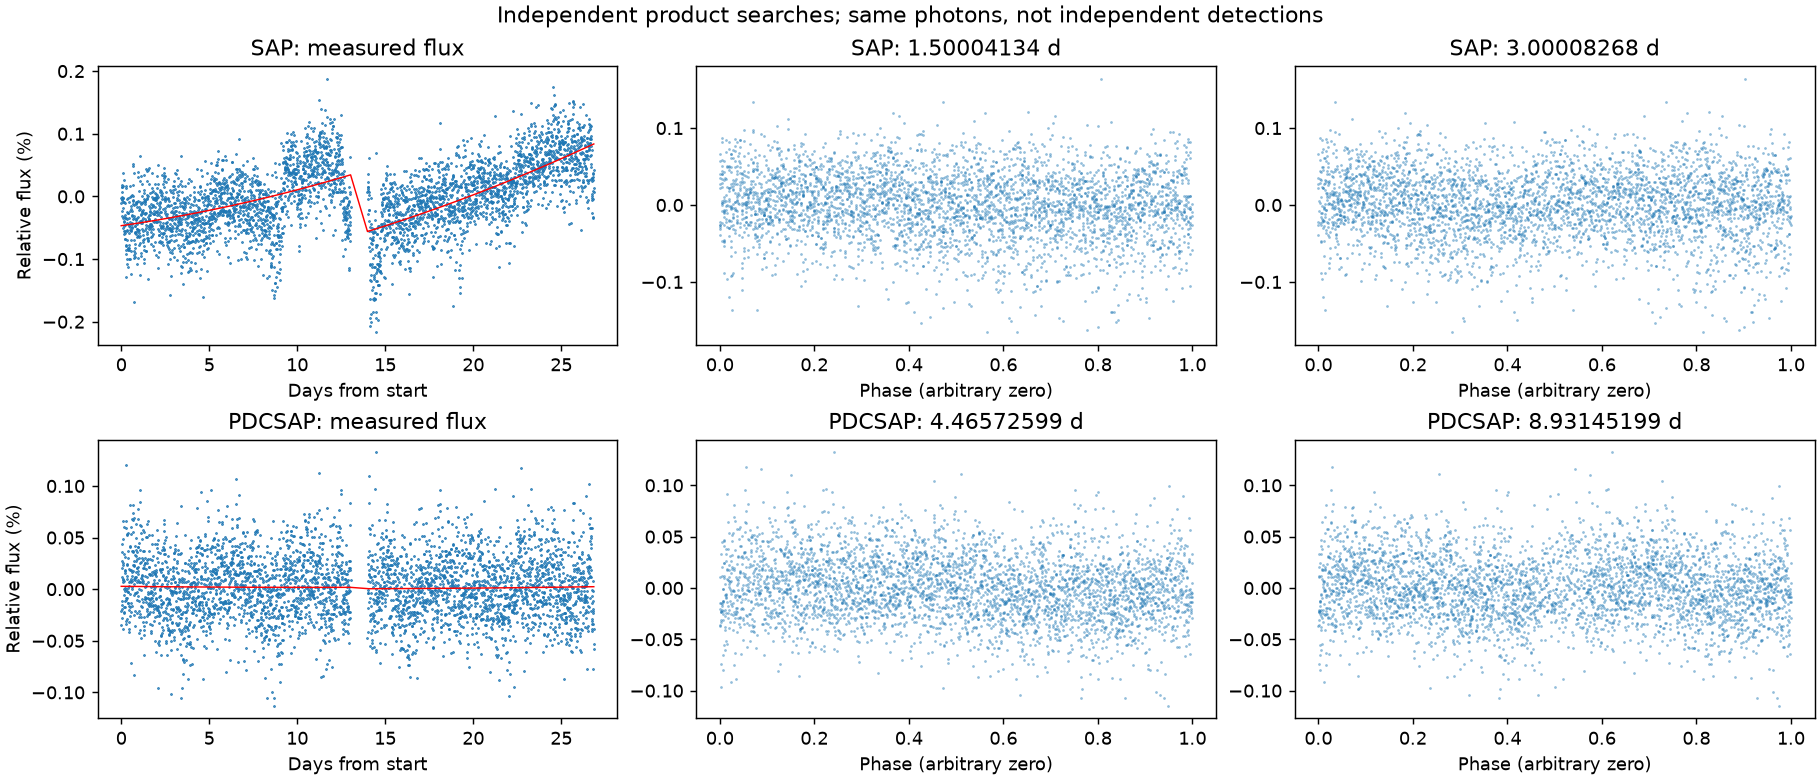 Independent product searches; same photons, not independent detections
SAP: measured flux
SAP: 1.50004134 d
SAP: 3.00008268 d
Relative flux (%)
0.2
0.1
0.0
−0.1
−0.2
0 5 10 15 20 25
Days from start
0.1
0.0
−0.1
0.0 0.2 0.4 0.6 0.8 1.0
Phase (arbitrary zero)
0.1
0.0
−0.1
0.0 0.2 0.4 0.6 0.8 1.0
Phase (arbitrary zero)
PDCSAP: measured flux
PDCSAP: 4.46572599 d
PDCSAP: 8.93145199 d
Relative flux (%)
0.10
0.05
0.00
−0.05
−0.10
0 5 10 15 20 25
Days from start
0.10
0.05
0.00
−0.05
−0.10
0.0 0.2 0.4 0.6 0.8 1.0
Phase (arbitrary zero)
0.10
0.05
0.00
−0.05
−0.10
0.0 0.2 0.4 0.6 0.8 1.0
Phase (arbitrary zero)